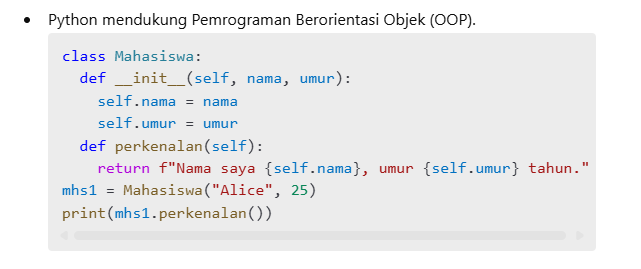 • Python mendukung Pemrograman Berorientasi Objek (OOP).
class Mahasiswa:
  def __init__(self, nama, umur):
    self.nama = nama
    self.umur = umur
  def perkenalan(self):
    return f"Nama saya {self.nama}, umur {self.umur} tahun."
mhs1 = Mahasiswa("Alice", 25)
print(mhs1.perkenalan())